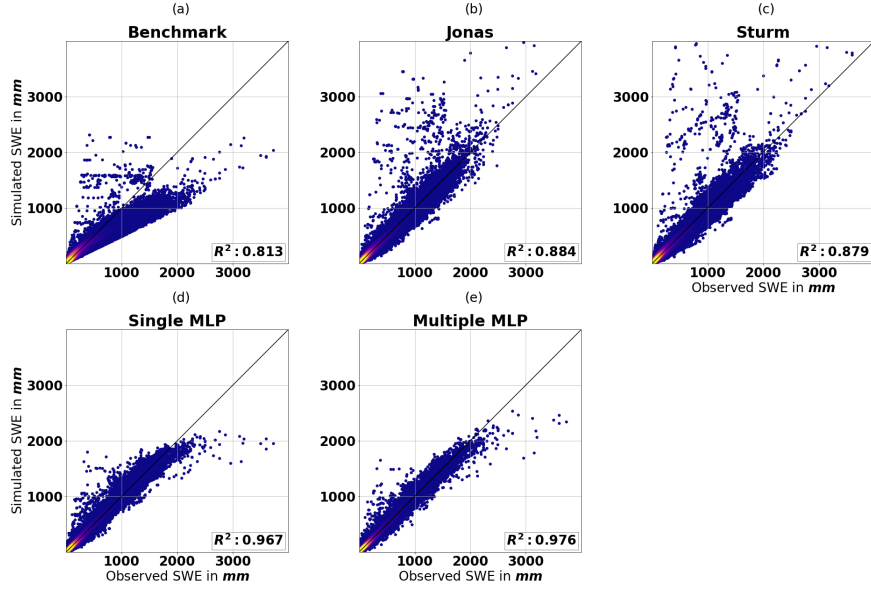 (a)
(b)
(c)
Benchmark
Jonas
Sturm
Simulated SWE in mm
3000
2000
1000
R² : 0.813
1000 2000 3000
3000
2000
1000
R² : 0.884
1000 2000 3000
3000
2000
1000
R² : 0.879
1000 2000 3000
Observed SWE in mm
(d)
(e)
Single MLP
Multiple MLP
Simulated SWE in mm
3000
2000
1000
R² : 0.967
1000 2000 3000
Observed SWE in mm
3000
2000
1000
R² : 0.976
1000 2000 3000
Observed SWE in mm